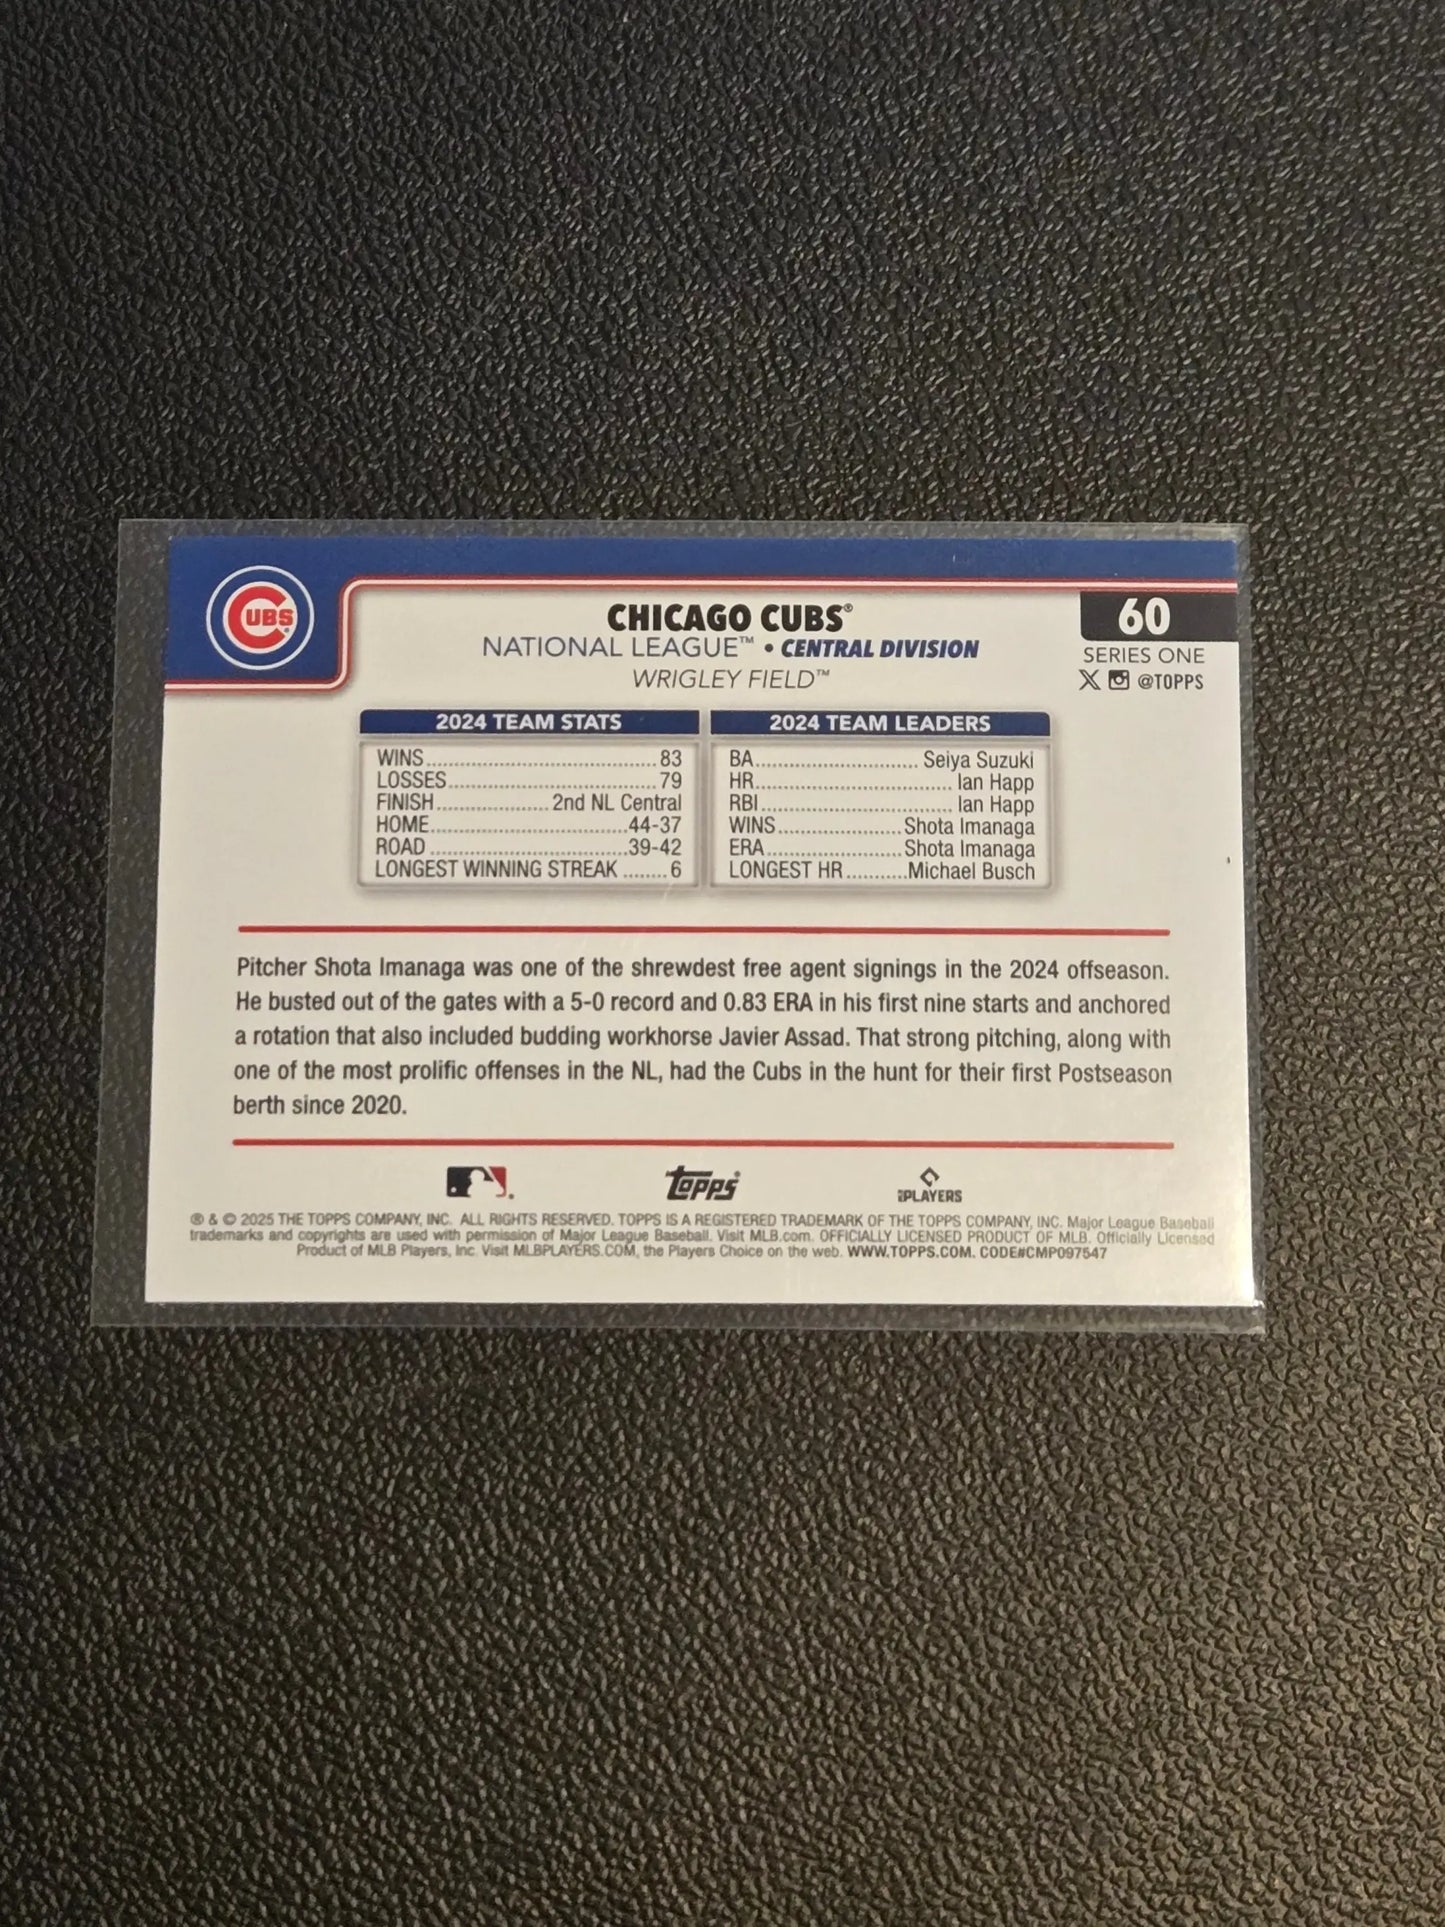 CUBS®
CHICAGO CUBS®
NATIONAL LEAGUE™ • CENTRAL DIVISION
WRIGLEY FIELD™
60
SERIES ONE
X @TOPPS
2024 TEAM STATS
WINS..........83
LOSSES..........79
FINISH..........2nd NL Central
HOME..........44-37
ROAD..........39-42
LONGEST WINNING STREAK ........6
2024 TEAM LEADERS
BA..........Seiya Suzuki
HR..........Ian Happ
RBI..........Ian Happ
WINS..........Shota Imanaga
ERA..........Shota Imanaga
LONGEST HR...........Michael Busch
Pitcher Shota Imanaga was one of the shrewdest free agent signings in the 2024 offseason.
He busted out of the gates with a 5-0 record and 0.83 ERA in his first nine starts and anchored
a rotation that also included budding workhorse Javier Assad. That strong pitching, along with
one of the most prolific offenses in the NL, had the Cubs in the hunt for their first Postseason
berth since 2020.
Topps®
PLAYERS
® & © 2025 THE TOPPS COMPANY, INC. ALL RIGHTS RESERVED. TOPPS IS A REGISTERED TRADEMARK OF THE TOPPS COMPANY, INC. Major League Baseball
trademarks and copyrights are used with permission of Major League Baseball. Visit MLB.com. OFFICIALLY LICENSED PRODUCT OF MLB. Officially Licensed
Product of MLB Players, Inc. Visit MLBPLAYERS.COM, the Players Choice on the web. WWW.TOPPS.COM. CODE#CMP097547